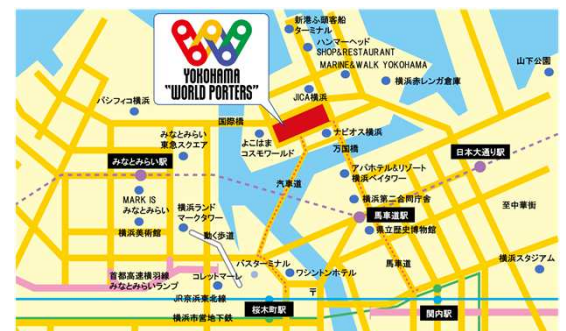 新港ふ頭客船
ターミナル
ハンマーヘッド
SHOP&RESTAURANT
MARINE&WALK YOKOHAMA
山下公園
横浜赤レンガ倉庫
YOKOHAMA
"WORLD PORTERS"
JICA横浜
パシフィコ横浜
国際橋
ナビオス横浜
みなとみらい
東急スクエア
よこはま
コスモワールド
万国橋
日本大通り駅
みなとみらい駅
アパホテル&リゾート
横浜ベイタワー
汽車道
MARK IS
みなとみらい
横浜ランド
マークタワー
横浜第二合同庁舎
至中華街
馬車道駅
横浜美術館
県立歴史博物館
動く歩道
バスターミナル
馬車道
横浜スタジアム
首都高速横羽線
みなとみらいランプ
コレットマーレ
ワシントンホテル
〒
JR京浜東北線
桜木町駅
関内駅
横浜市営地下鉄